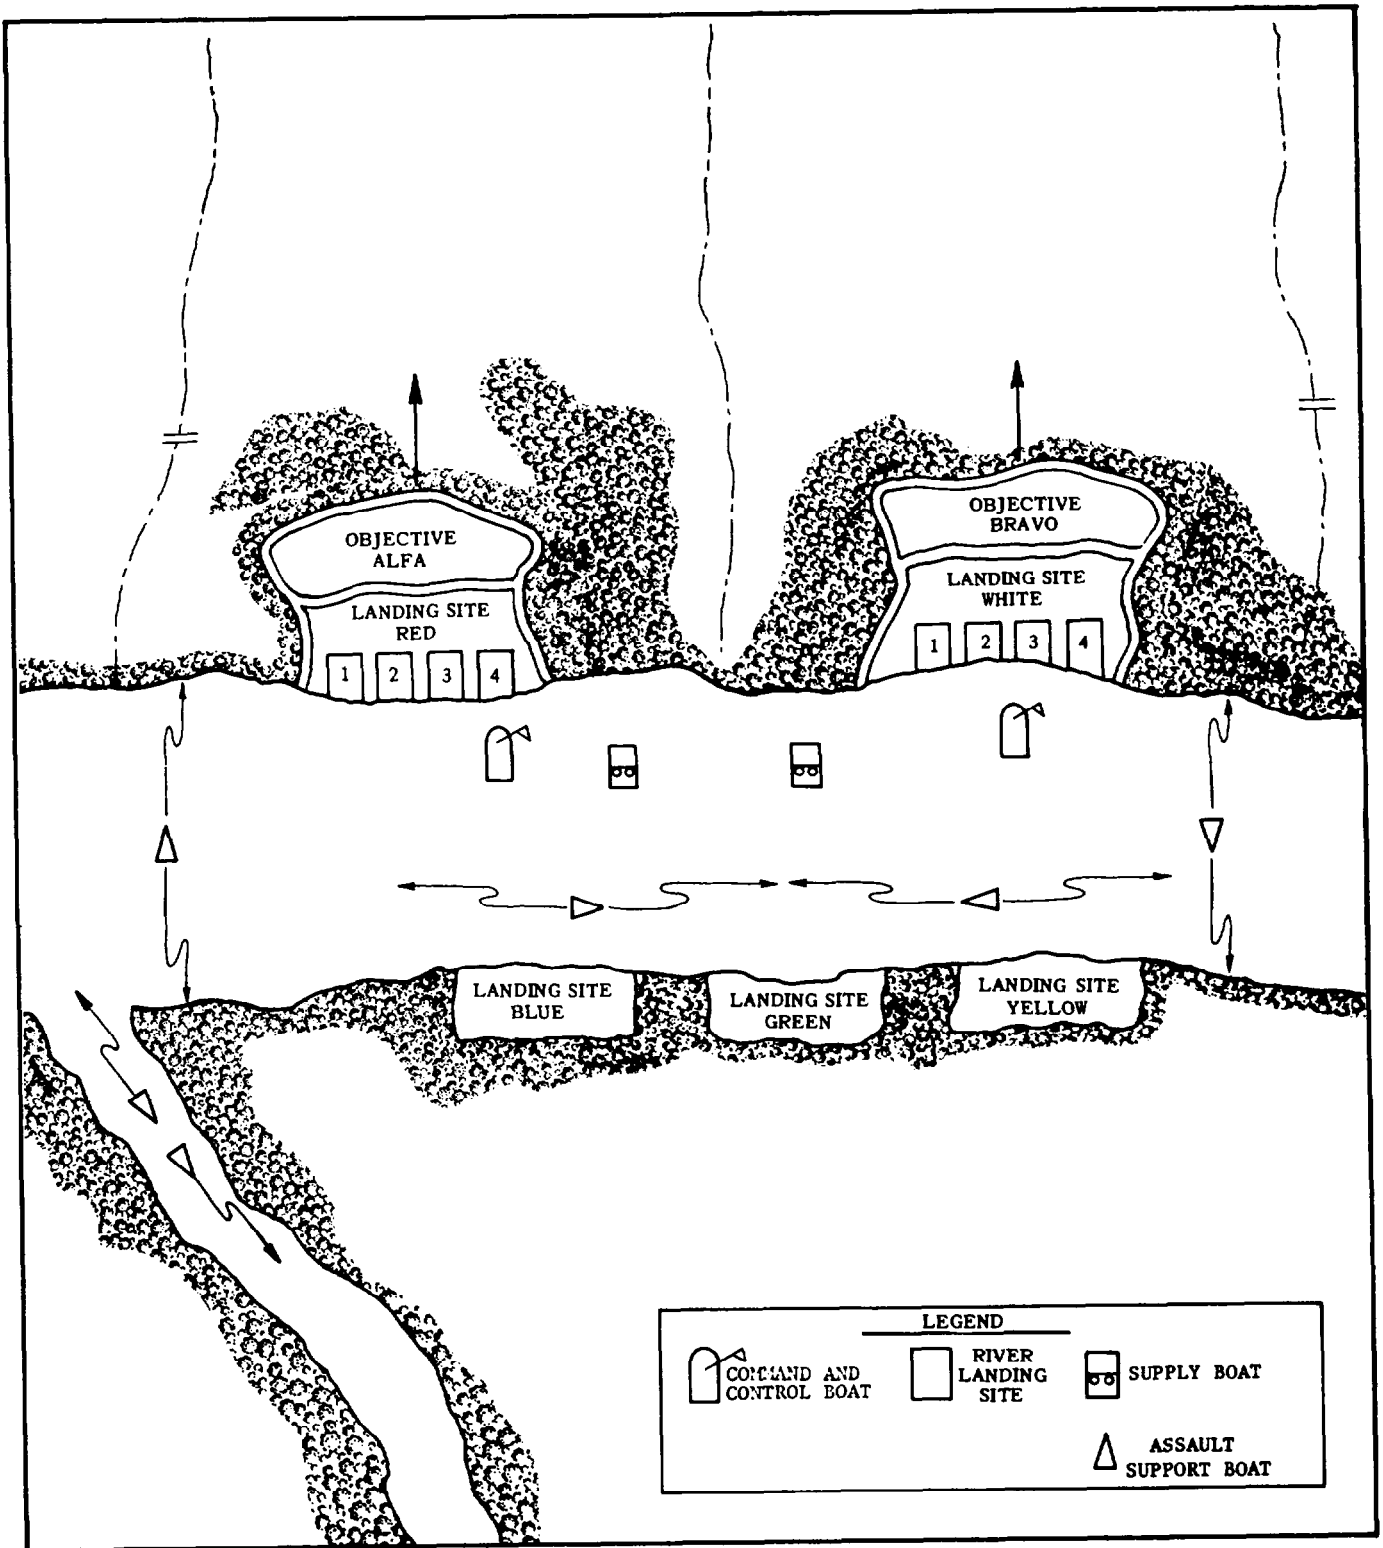 OBJECTIVE
ALFA
LANDING SITE
RED
1 2 3 4
OBJECTIVE
BRAVO
LANDING SITE
WHITE
1 2 3 4
LANDING SITE
BLUE
LANDING SITE
GREEN
LANDING SITE
YELLOW
LEGEND
COMMAND AND
CONTROL BOAT
RIVER
LANDING
SITE
SUPPLY BOAT
ASSAULT
SUPPORT BOAT